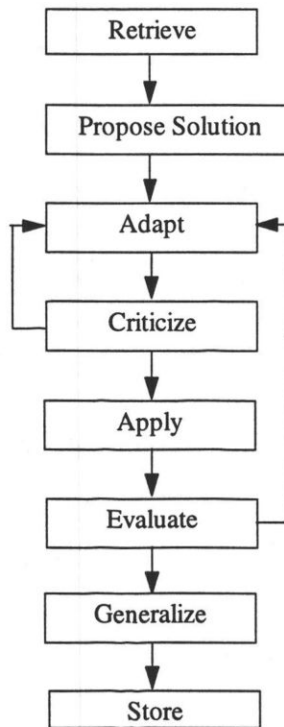 Retrieve
Propose Solution
Adapt
Criticize
Apply
Evaluate
Generalize
Store